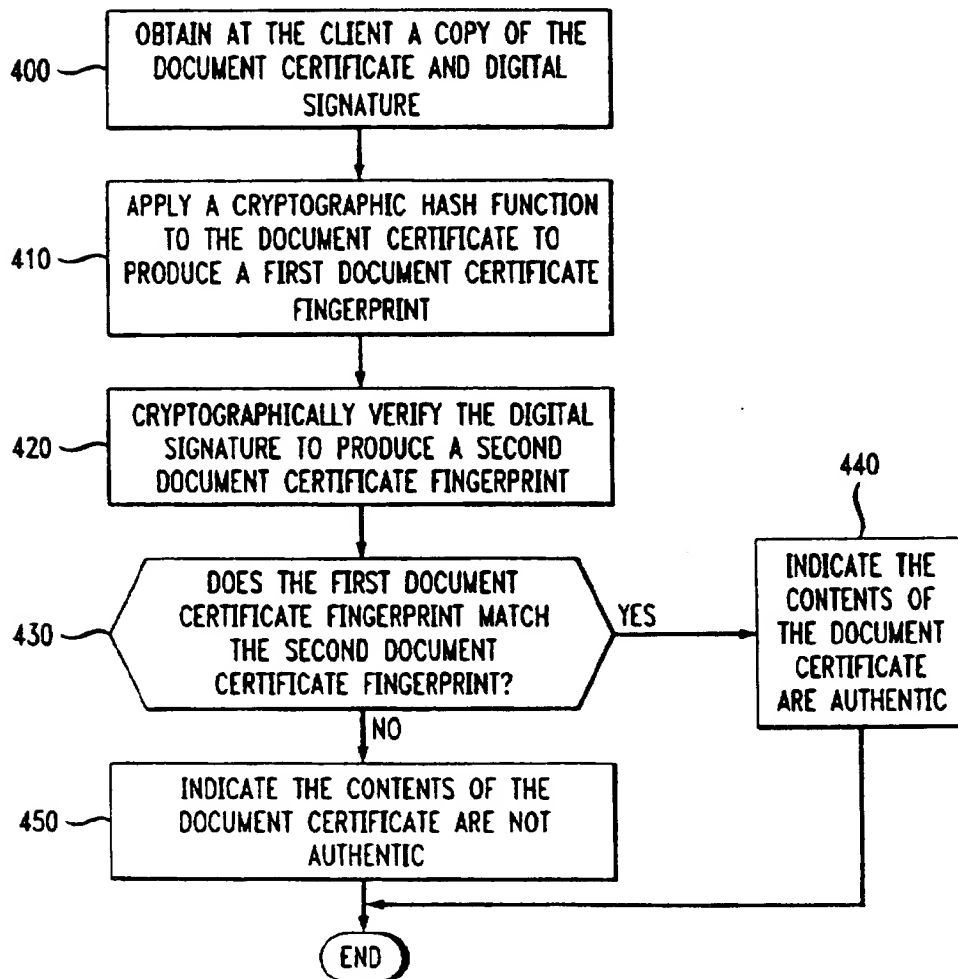 OBTAIN AT THE CLIENT A COPY OF THE
DOCUMENT CERTIFICATE AND DIGITAL
SIGNATURE
400
APPLY A CRYPTOGRAPHIC HASH FUNCTION
TO THE DOCUMENT CERTIFICATE TO
PRODUCE A FIRST DOCUMENT CERTIFICATE
FINGERPRINT
410
CRYPTOGRAPHICALLY VERIFY THE DIGITAL
SIGNATURE TO PRODUCE A SECOND
DOCUMENT CERTIFICATE FINGERPRINT
420
DOES THE FIRST DOCUMENT
CERTIFICATE FINGERPRINT MATCH
THE SECOND DOCUMENT
CERTIFICATE FINGERPRINT?
430
YES
440
INDICATE THE
CONTENTS OF
THE DOCUMENT
CERTIFICATE
ARE AUTHENTIC
NO
INDICATE THE CONTENTS OF THE
DOCUMENT CERTIFICATE ARE NOT
AUTHENTIC
450
END